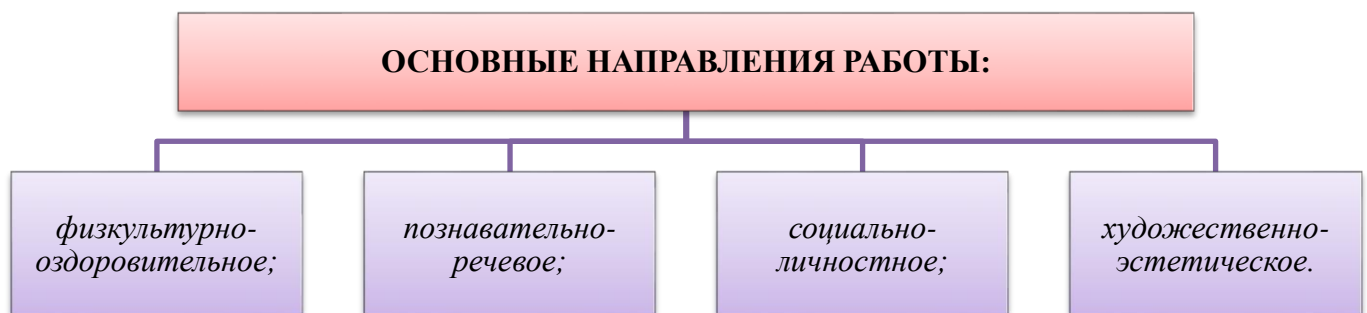 ОСНОВНЫЕ НАПРАВЛЕНИЯ РАБОТЫ:
физкультурно-
оздоровительное;
познавательно-
речевое;
социально-
личностное;
художественно-
эстетическое.